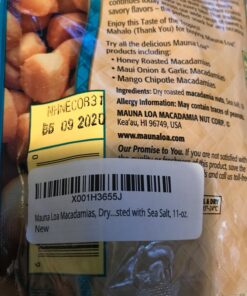 continues today
savory flavors –
Enjoy this Taste of the
Mahalo (Thank You) for buying Mauna Loa!
Try all the delicious Mauna Loa®
products including:
• Honey Roasted Macadamias
• Maui Onion & Garlic Macadamias
• Mango Chipotle Macadamias
Ingredients: Dry roasted macadamia nuts, sea salt.
Allergy Information: May contain traces of peanuts.
MAUNA LOA MACADAMIA NUT CORP.
Kea'au, HI 96749, USA
www.maunaloa.com
09 2020
Our Promise to You: If you are not satisfied
X001H3655J
Mauna Loa Macadamias, Dry...sted with Sea Salt, 11-oz.
New